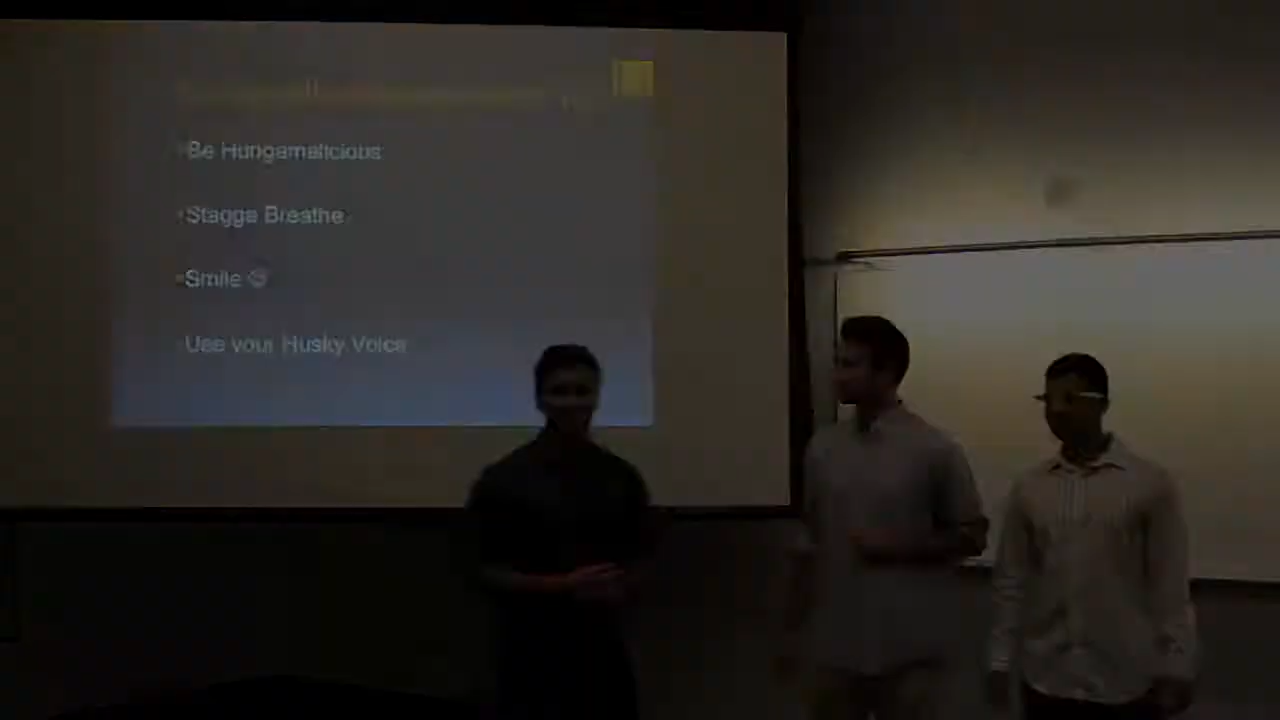 Be Hungamalicious
Stagga Breathe
Smile ☺
Use your Husky Voice